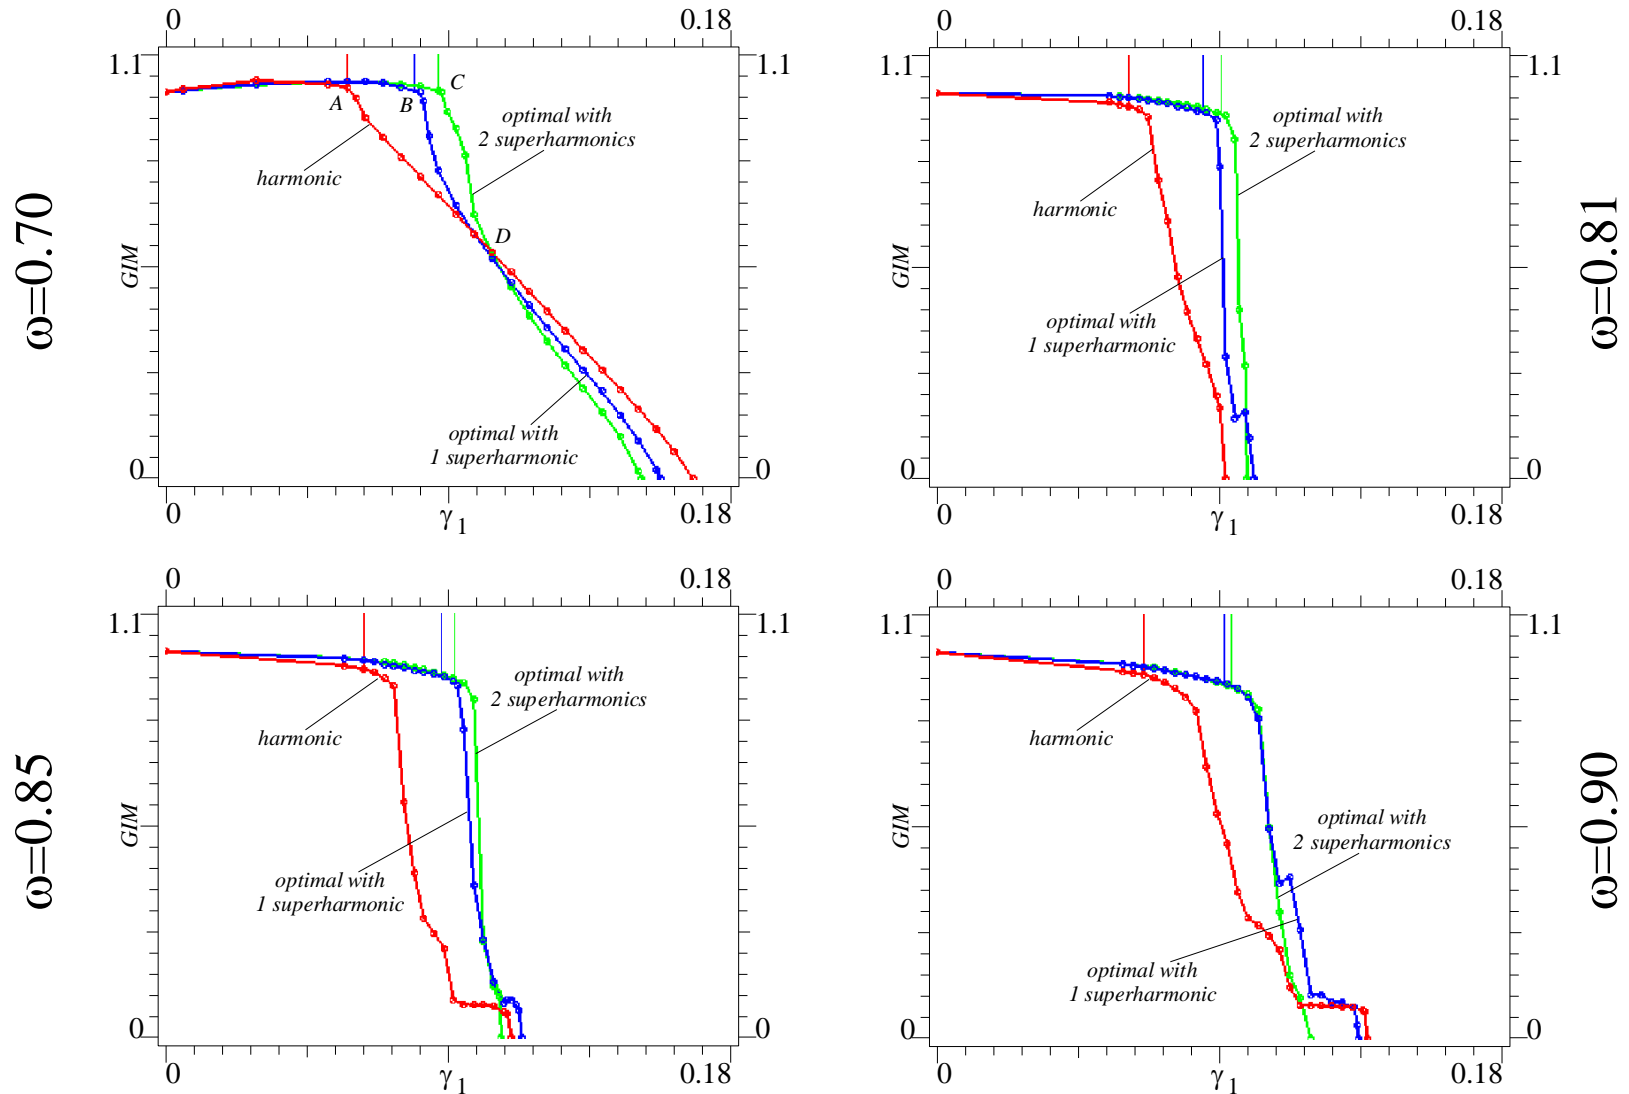 0 0.18
1.1 1.1
A B C
optimal with
2 superharmonics
harmonic
ω=0.70
GIM
D
optimal with
1 superharmonic
0 0
0 γ1 0.18
0 0.18
1.1 1.1
optimal with
2 superharmonics
harmonic
GIM
ω=0.81
optimal with
1 superharmonic
0 0
0 γ1 0.18
0 0.18
1.1 1.1
optimal with
2 superharmonics
harmonic
ω=0.85
GIM
optimal with
1 superharmonic
0 0
0 γ1 0.18
0 0.18
1.1 1.1
harmonic
GIM
ω=0.90
optimal with
2 superharmonics
optimal with
1 superharmonic
0 0
0 γ1 0.18